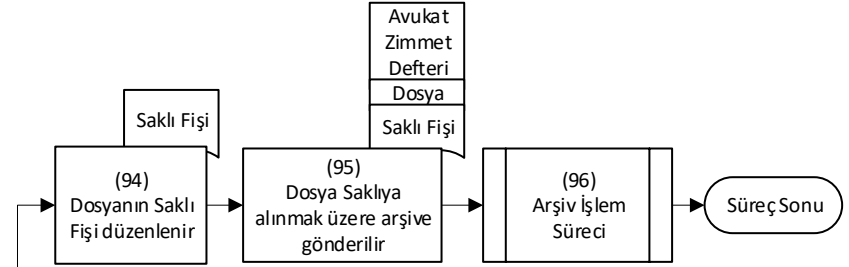 Avukat
Zimmet
Defteri
Dosya
Saklı Fişi
Saklı Fişi
(94)
Dosyanın Saklı
Fişi düzenlenir
(95)
Dosya Saklıya
alınmak üzere arşive
gönderilir
(96)
Arşiv İşlem
Süreci
Süreç Sonu